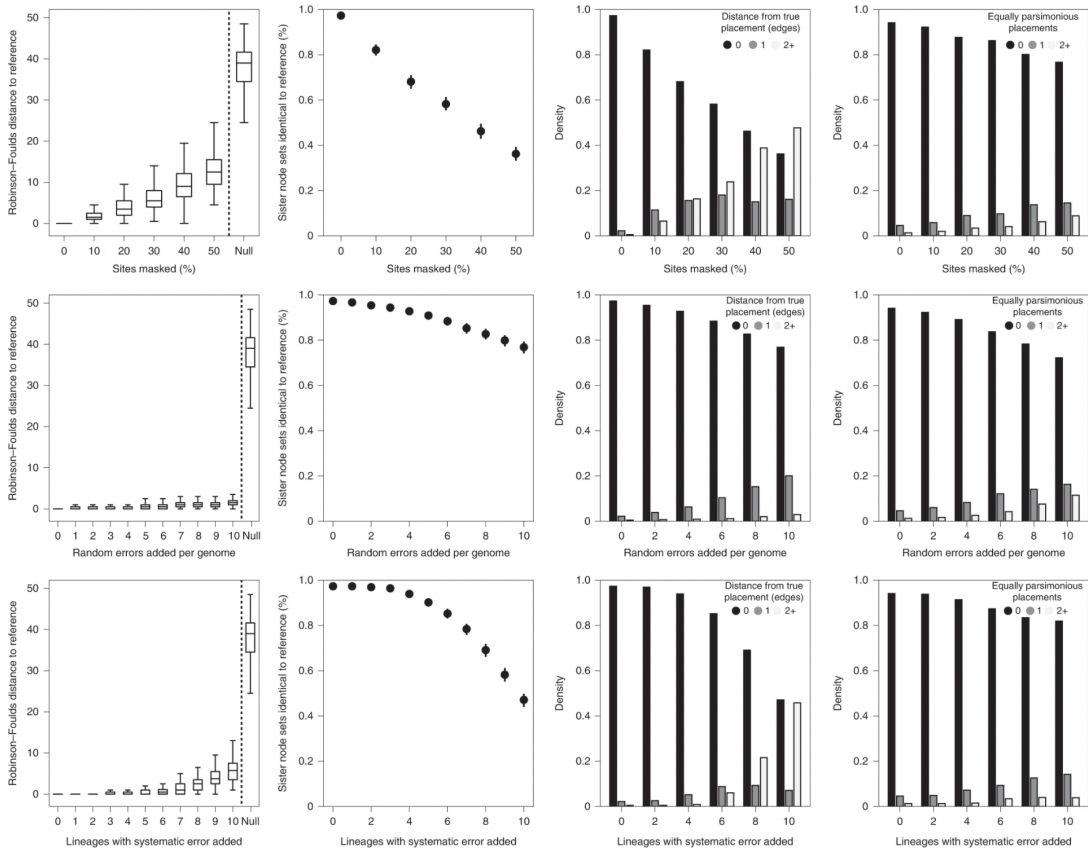 Robinson–Foulds distance to reference
50
40
30
20
10
0
0 10 20 30 40 50 Null
Sites masked (%)
Sister node sets identical to reference (%)
1.0
0.8
0.6
0.4
0.2
0
0 10 20 30 40 50
Sites masked (%)
Density
1.0
0.8
0.6
0.4
0.2
0
Distance from true
placement (edges)
0 1 2+
0 10 20 30 40 50
Sites masked (%)
Density
1.0
0.8
0.6
0.4
0.2
0
Equally parsimonious
placements
0 1 2+
0 10 20 30 40 50
Sites masked (%)
Robinson–Foulds distance to reference
50
40
30
20
10
0
0 1 2 3 4 5 6 7 8 9 10 Null
Random errors added per genome
Sister node sets identical to reference (%)
1.0
0.8
0.6
0.4
0.2
0
0 2 4 6 8 10
Random errors added per genome
Density
1.0
0.8
0.6
0.4
0.2
0
Distance from true
placement (edges)
0 1 2+
0 2 4 6 8 10
Random errors added per genome
Density
1.0
0.8
0.6
0.4
0.2
0
Equally parsimonious
placements
0 1 2+
0 2 4 6 8 10
Random errors added per genome
Robinson–Foulds distance to reference
50
40
30
20
10
0
0 1 2 3 4 5 6 7 8 9 10 Null
Lineages with systematic error added
Sister node sets identical to reference (%)
1.0
0.8
0.6
0.4
0.2
0
0 2 4 6 8 10
Lineages with systematic error added
Density
1.0
0.8
0.6
0.4
0.2
0
Distance from true
placement (edges)
0 1 2+
0 2 4 6 8 10
Lineages with systematic error added
Density
1.0
0.8
0.6
0.4
0.2
0
Equally parsimonious
placements
0 1 2+
0 2 4 6 8 10
Lineages with systematic error added